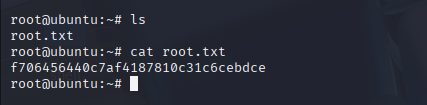 root@ubuntu:~# ls
root.txt
root@ubuntu:~# cat root.txt
f706456440c7af4187810c31c6cebdce
root@ubuntu:~#